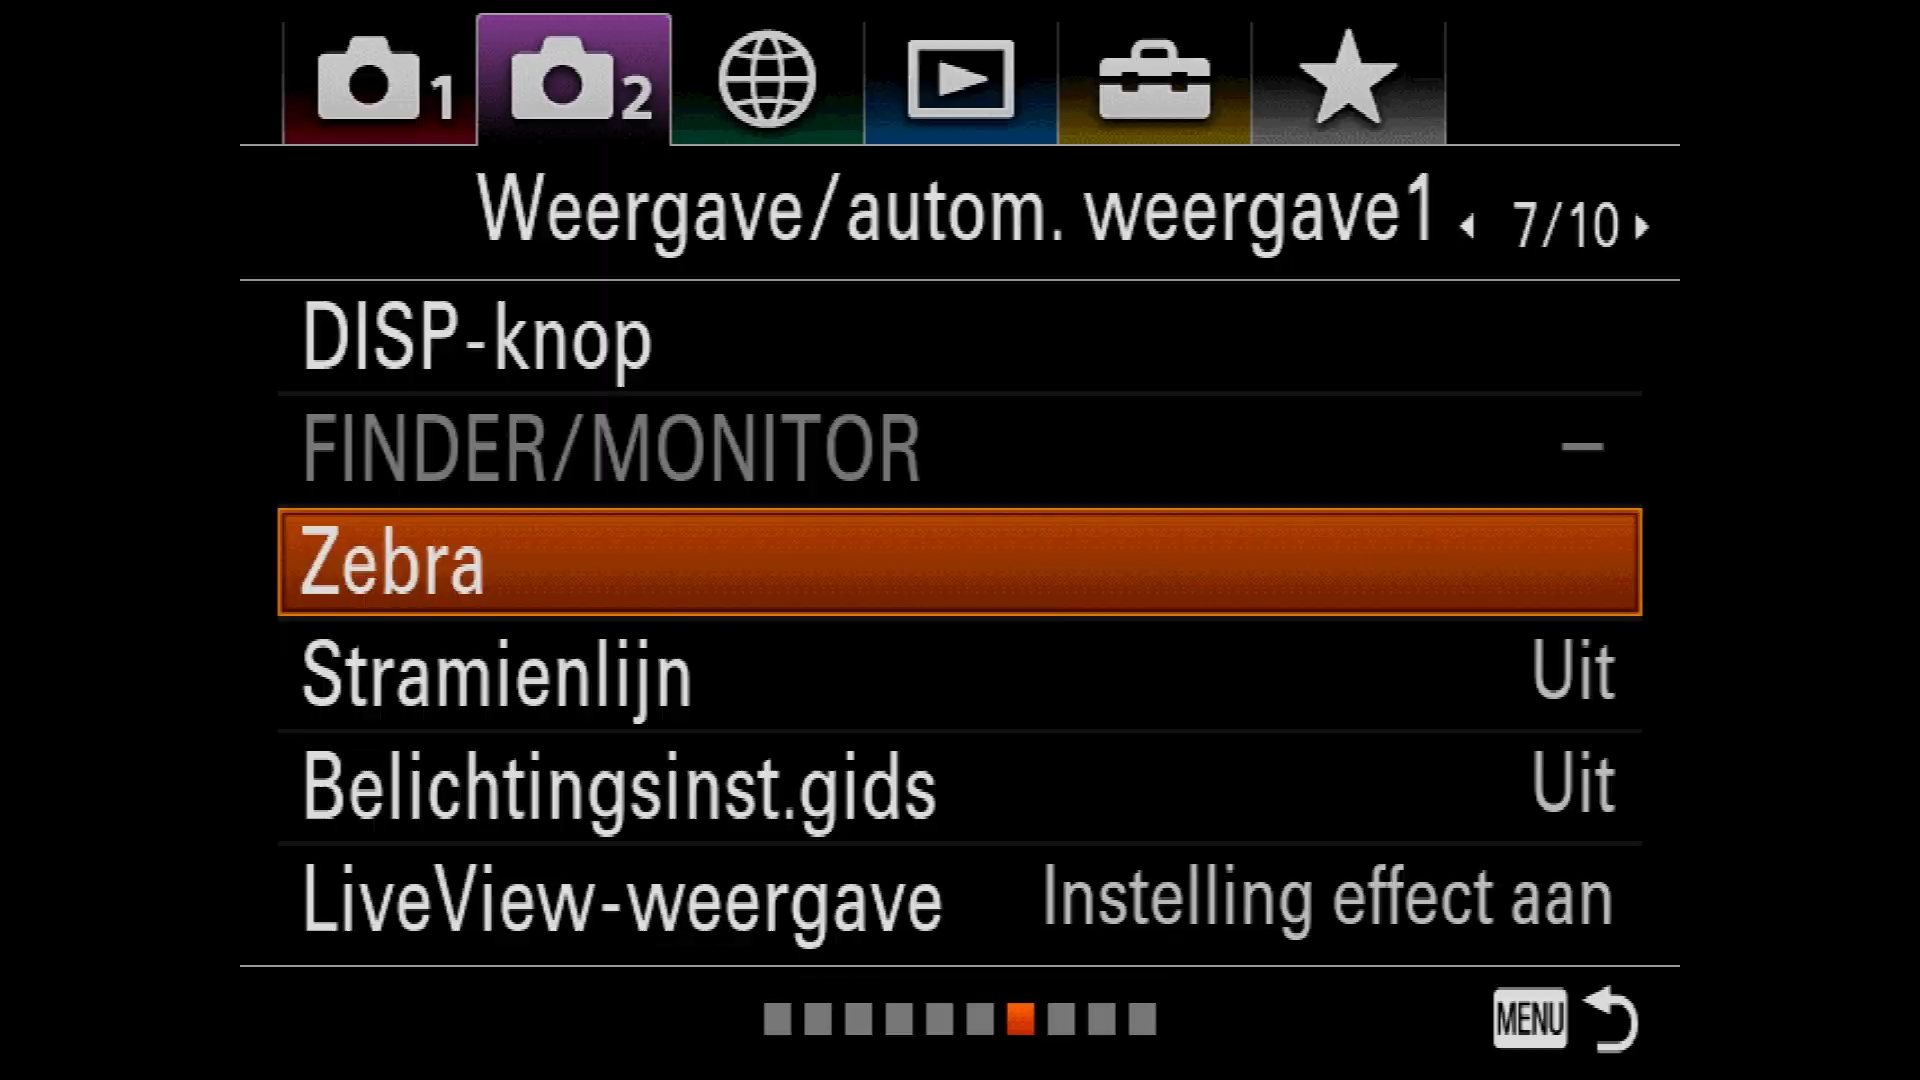 1 2
Weergave/autom. weergave1 7/10
DISP-knop
FINDER/MONITOR –
Zebra
Stramienlijn Uit
Belichtingsinst.gids Uit
LiveView-weergave Instelling effect aan
MENU